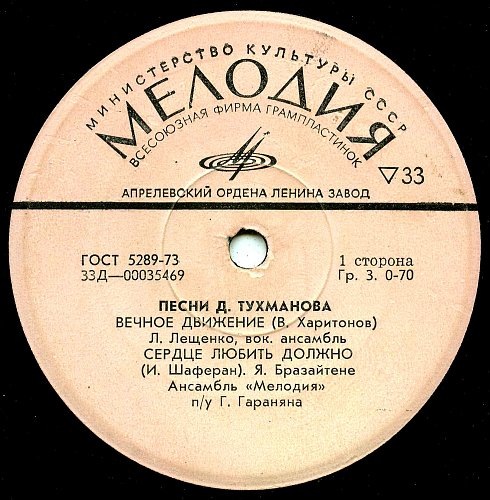 МИНИСТЕРСТВО КУЛЬТУРЫ СССР
МЕЛОДИЯ
ВСЕСОЮЗНАЯ ФИРМА ГРАМПЛАСТИНОК
▽33
АПРЕЛЕВСКИЙ ОРДЕНА ЛЕНИНА ЗАВОД
ГОСТ 5289-73
33Д—00035469
1 сторона
Гр. 3. 0-70
ПЕСНИ Д. ТУХМАНОВА
ВЕЧНОЕ ДВИЖЕНИЕ (В. Харитонов)
Л. Лещенко, вок. ансамбль
СЕРДЦЕ ЛЮБИТЬ ДОЛЖНО
(И. Шаферан). Я. Бразайтене
Ансамбль «Мелодия»
п/у Г. Гараняна